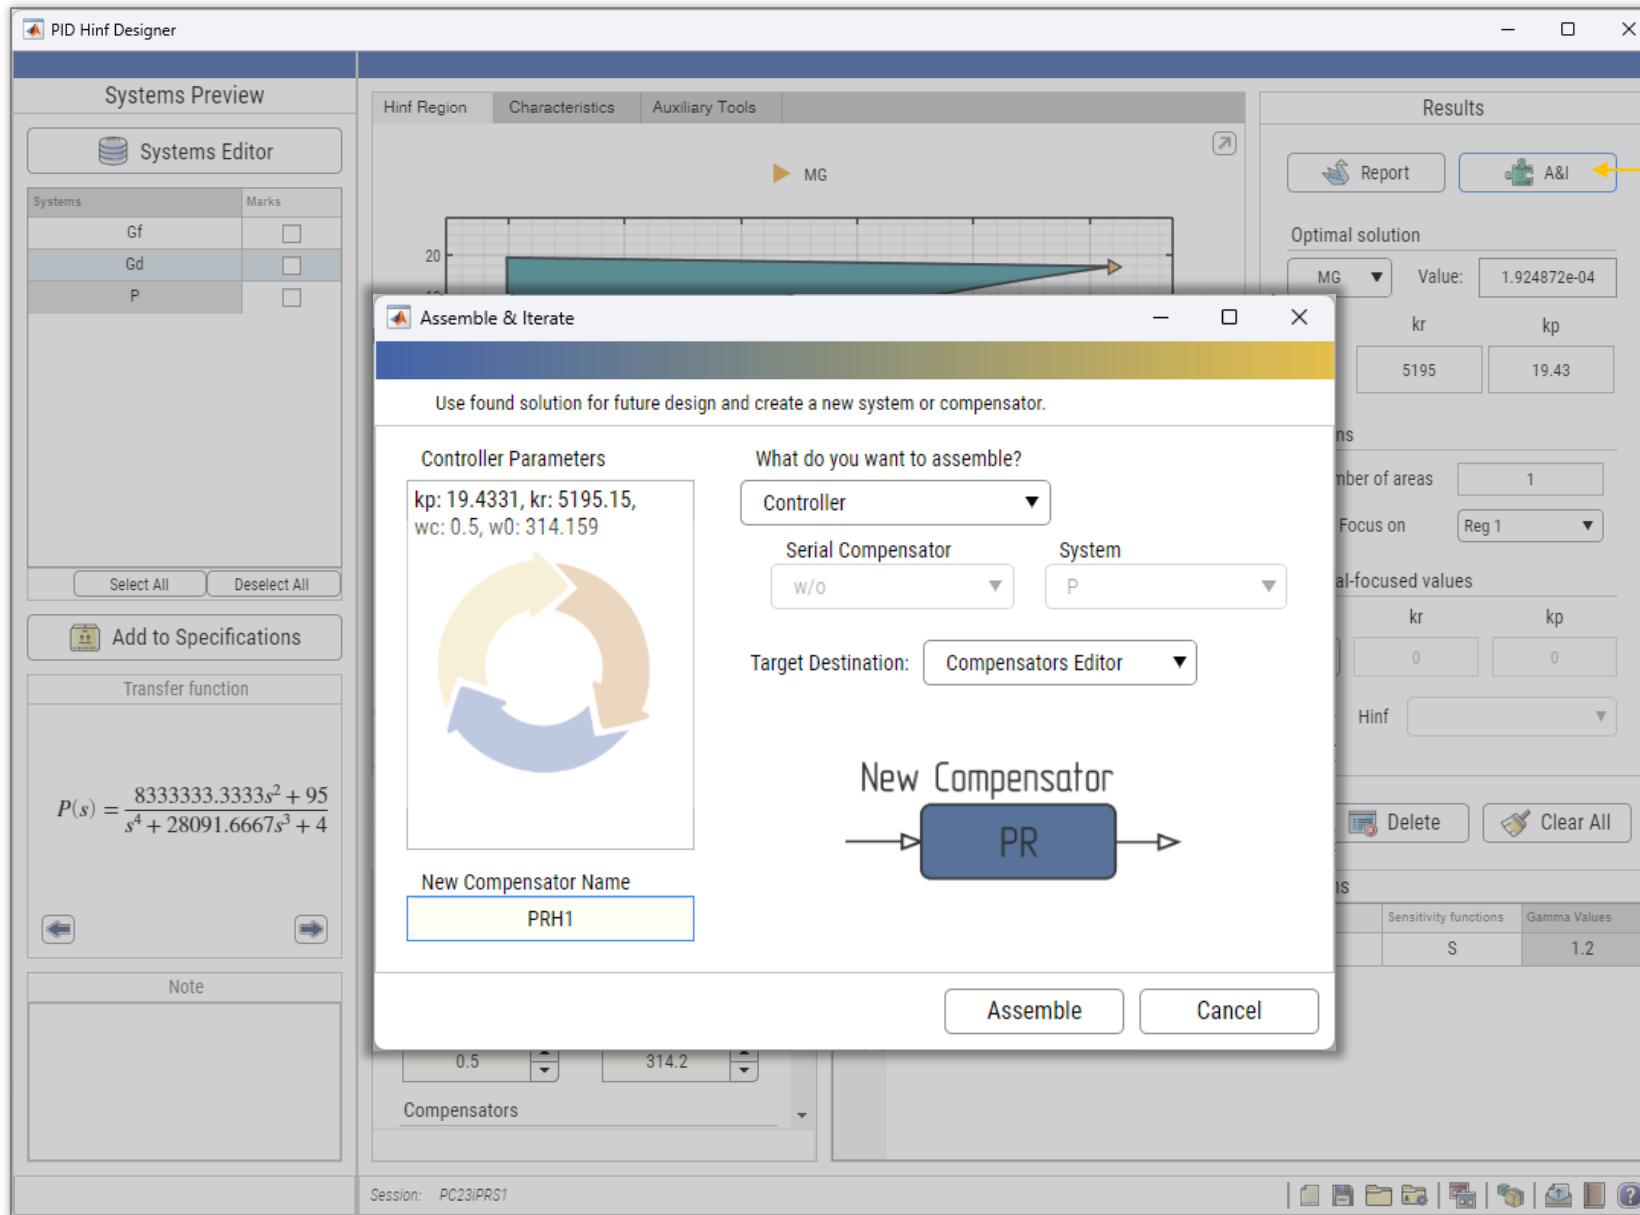 PID Hinf Designer
Systems Preview
Systems Editor
Systems Marks
Gf
Gd
P
Select All Deselect All
Add to Specifications
Transfer function
P(s) = 8333333.3333s² + 95
s⁴ + 28091.6667s³ + 4
Note
Hinf Region Characteristics Auxiliary Tools
MG
20
Assemble & Iterate
Use found solution for future design and create a new system or compensator.
Controller Parameters
kp: 19.4331, kr: 5195.15,
wc: 0.5, w0: 314.159
New Compensator Name
PRH1
What do you want to assemble?
Controller
Serial Compensator System
w/o P
Target Destination: Compensators Editor
New Compensator
PR
Assemble Cancel
0.5 314.2
Compensators
Results
Report A&I
Optimal solution
MG Value: 1.924872e-04
kr kp
5195 19.43
ns
nber of areas 1
Focus on Reg 1
al-focused values
kr kp
0 0
Hinf
Delete Clear All
ns
Sensitivity functions Gamma Values
S 1.2
Session: PC23iPRS1